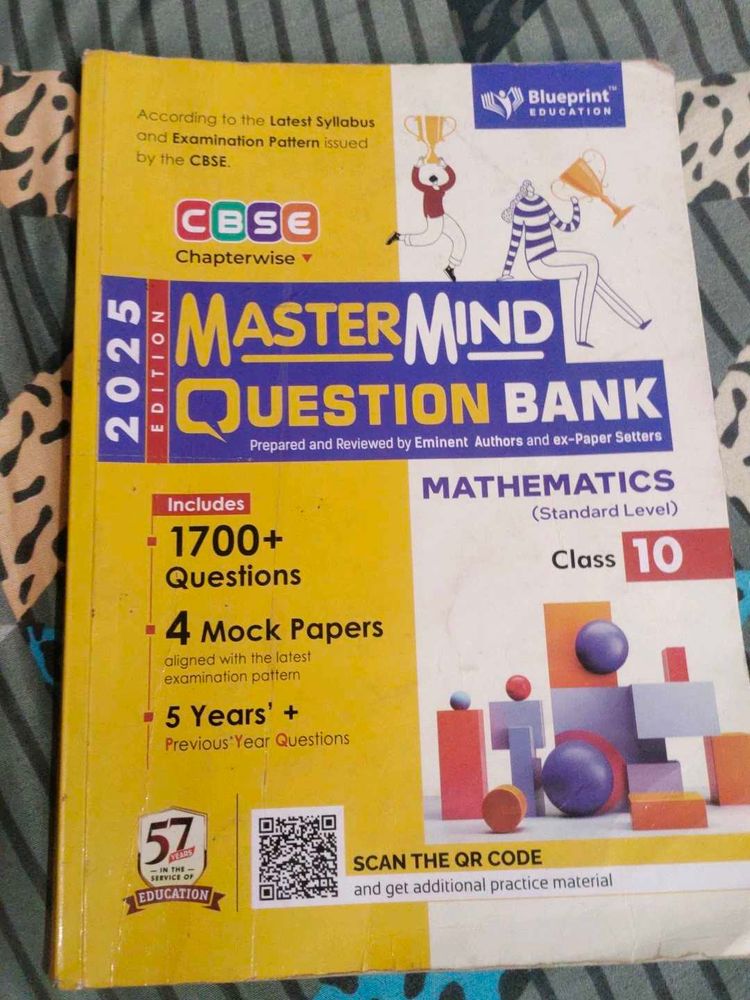 According to the Latest Syllabus
and Examination Pattern issued
by the CBSE.
Blueprint™
EDUCATION
CBSE
Chapterwise
2025
EDITION
MASTERMIND
QUESTION BANK
Prepared and Reviewed by Eminent Authors and ex-Paper Setters
MATHEMATICS
(Standard Level)
Class 10
Includes
1700+
Questions
4 Mock Papers
aligned with the latest
examination pattern
5 Years' +
Previous Year Questions
57
YEARS
IN THE
SERVICE OF
EDUCATION
SCAN THE QR CODE
and get additional practice material